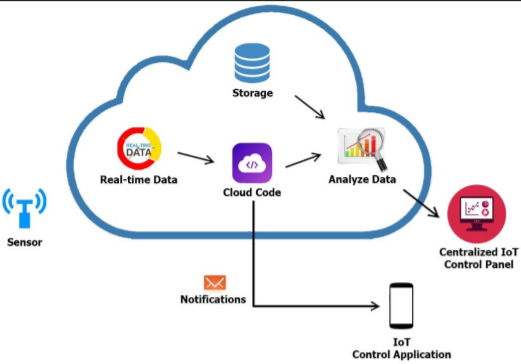 Storage
REAL-TIME
DATA
Real-time Data
Cloud Code
Analyze Data
Sensor
Centralized IoT
Control Panel
Notifications
IoT
Control Application